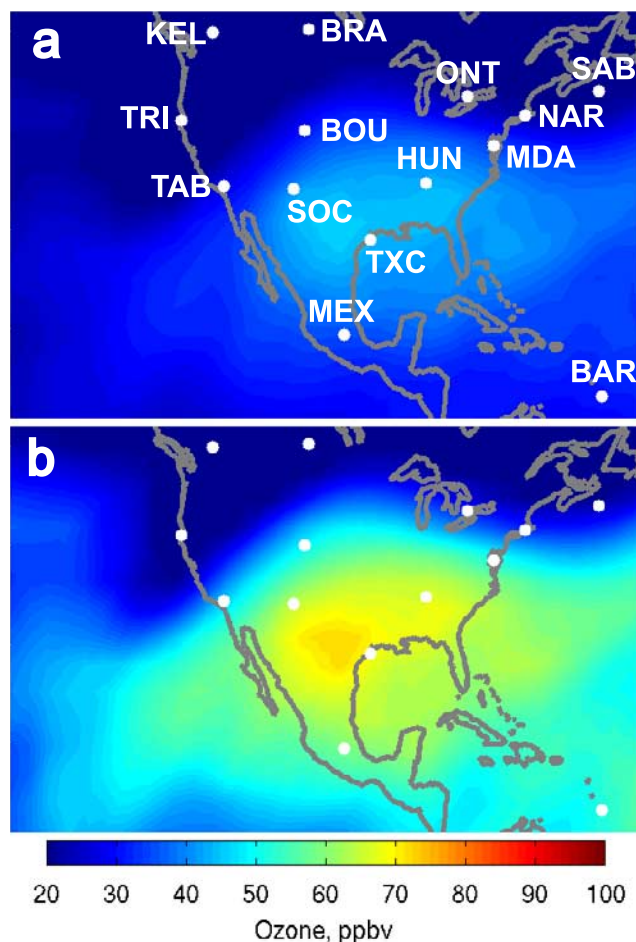 a
KEL
BRA
ONT
SAB
TRI
BOU
NAR
HUN
MDA
TAB
SOC
TXC
MEX
BAR
b
20 30 40 50 60 70 80 90 100
Ozone, ppbv